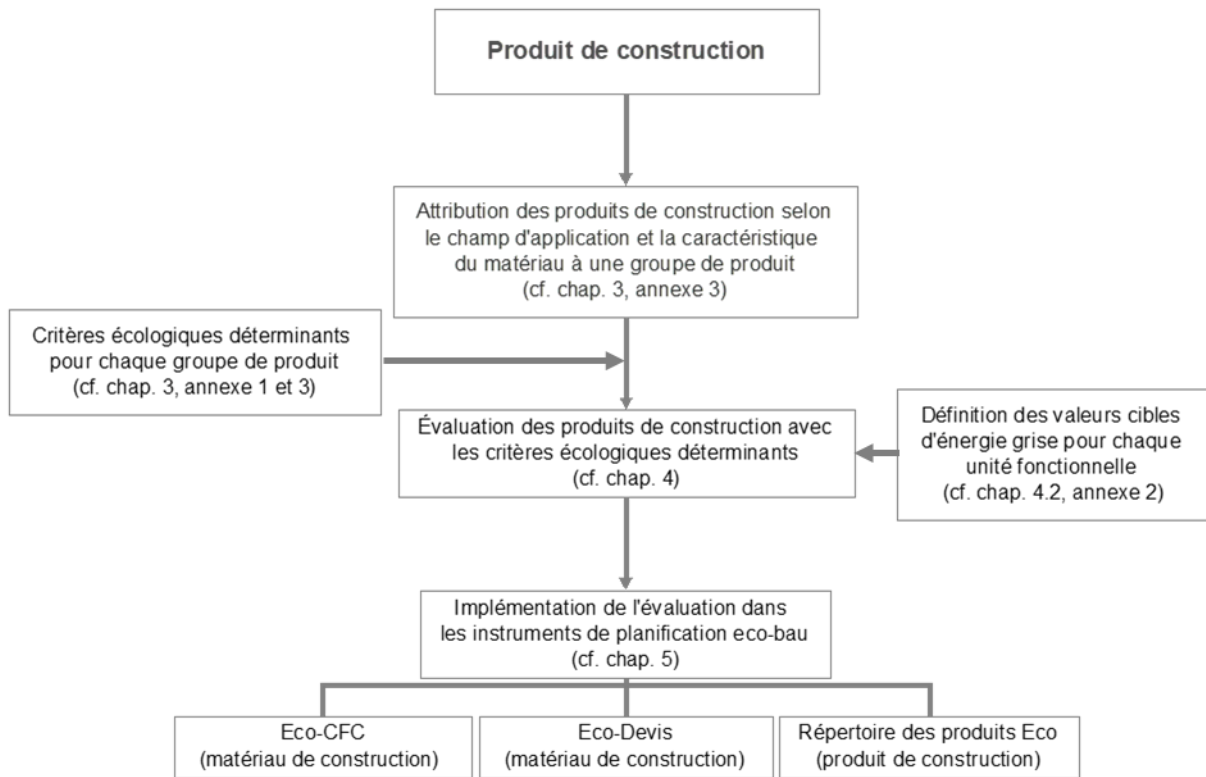 Produit de construction
Attribution des produits de construction selon
le champ d'application et la caractéristique
du matériau à une groupe de produit
(cf. chap. 3, annexe 3)
Critères écologiques déterminants
pour chaque groupe de produit
(cf. chap. 3, annexe 1 et 3)
Évaluation des produits de construction avec
les critères écologiques déterminants
(cf. chap. 4)
Définition des valeurs cibles
d'énergie grise pour chaque
unité fonctionnelle
(cf. chap. 4.2, annexe 2)
Implémentation de l'évaluation dans
les instruments de planification eco-bau
(cf. chap. 5)
Eco-CFC
(matériau de construction)
Eco-Devis
(matériau de construction)
Répertoire des produits Eco
(produit de construction)